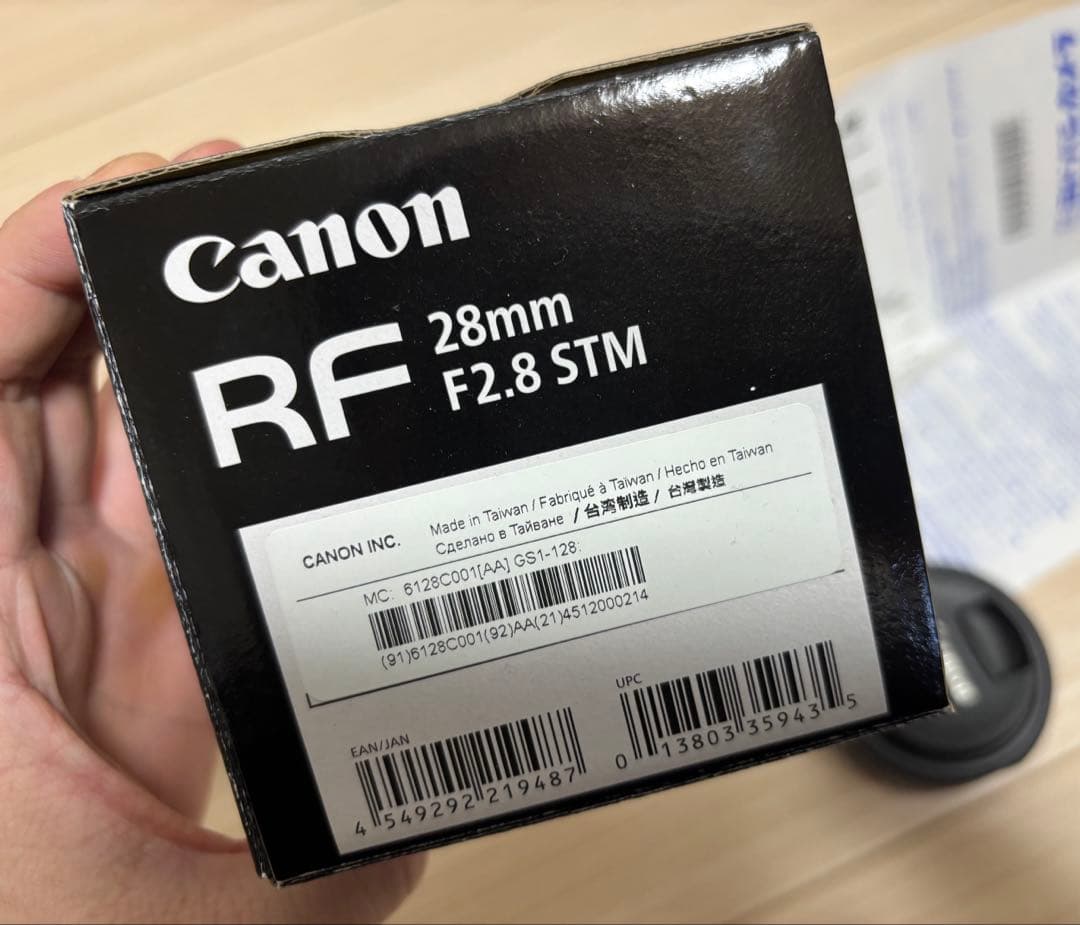 Canon
RF
28mm
F2.8 STM
CANON INC.
Made in Taiwan / Fabriqué à Taiwan / Hecho en Taiwan
Сделано в Тайване / 台湾制造 / 台灣製造
MC: 6128C001[AA] GS1-128:
(91)6128C001(92)AA(21)4512000214
EAN/JAN
4 549292 219487
UPC
0 13803 35943 5